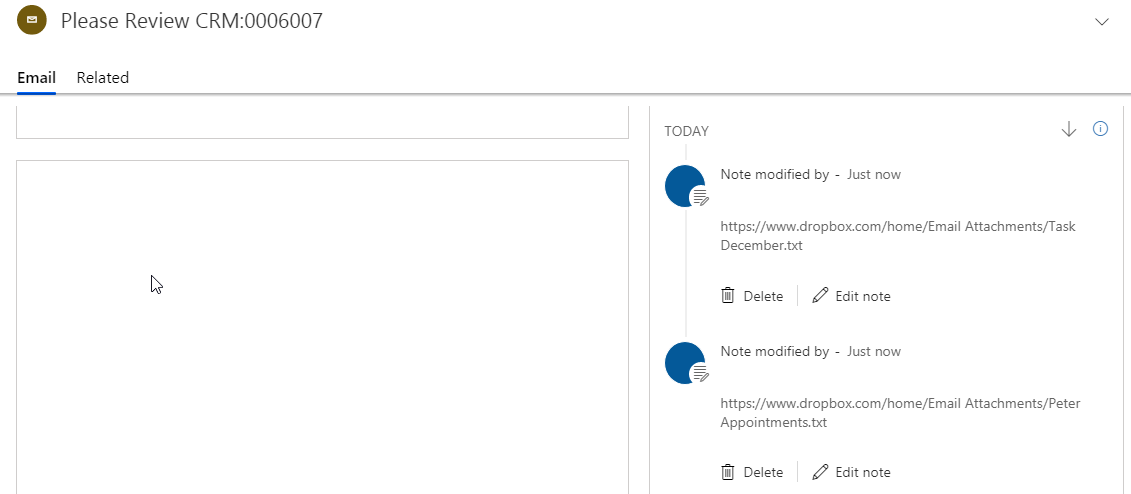 Please Review CRM:0006007
Email Related
TODAY
Note modified by - Just now
https://www.dropbox.com/home/Email Attachments/Task
December.txt
Delete Edit note
Note modified by - Just now
https://www.dropbox.com/home/Email Attachments/Peter
Appointments.txt
Delete Edit note